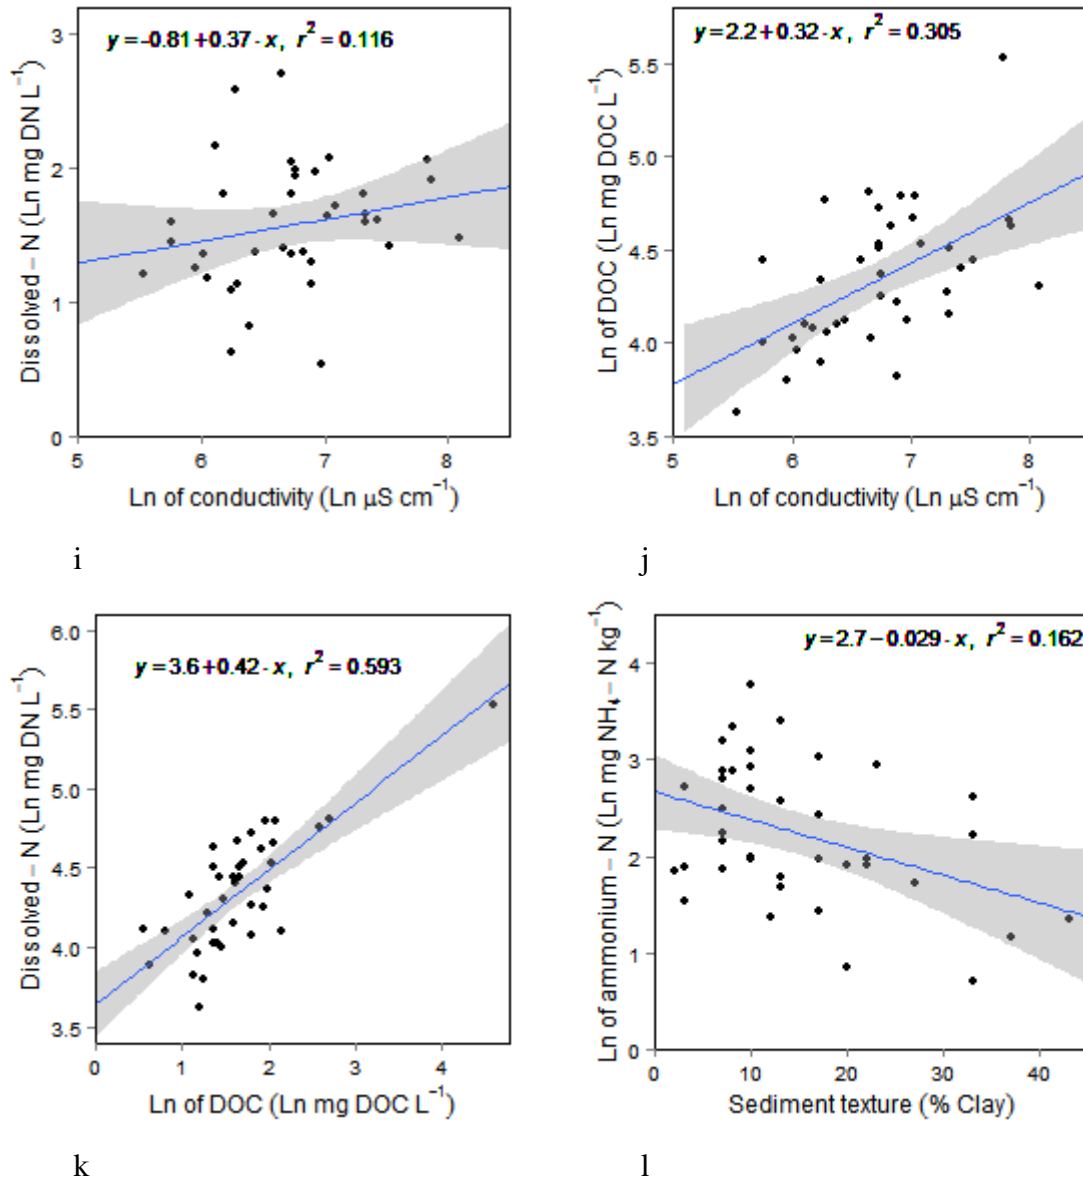 y = -0.81 + 0.37 · x, r² = 0.116
Dissolved – N (Ln mg DN L⁻¹)
3
2
1
0
5 6 7 8
Ln of conductivity (Ln µS cm⁻¹)
i
y = 2.2 + 0.32 · x, r² = 0.305
Ln of DOC (Ln mg DOC L⁻¹)
5.5
5.0
4.5
4.0
3.5
5 6 7 8
Ln of conductivity (Ln µS cm⁻¹)
j
y = 3.6 + 0.42 · x, r² = 0.593
Dissolved – N (Ln mg DN L⁻¹)
6.0
5.5
5.0
4.5
4.0
3.5
0 1 2 3 4
Ln of DOC (Ln mg DOC L⁻¹)
k
y = 2.7 – 0.029 · x, r² = 0.162
Ln of ammonium – N (Ln mg NH₄ – N kg⁻¹)
4
3
2
1
0
0 10 20 30 40
Sediment texture (% Clay)
l